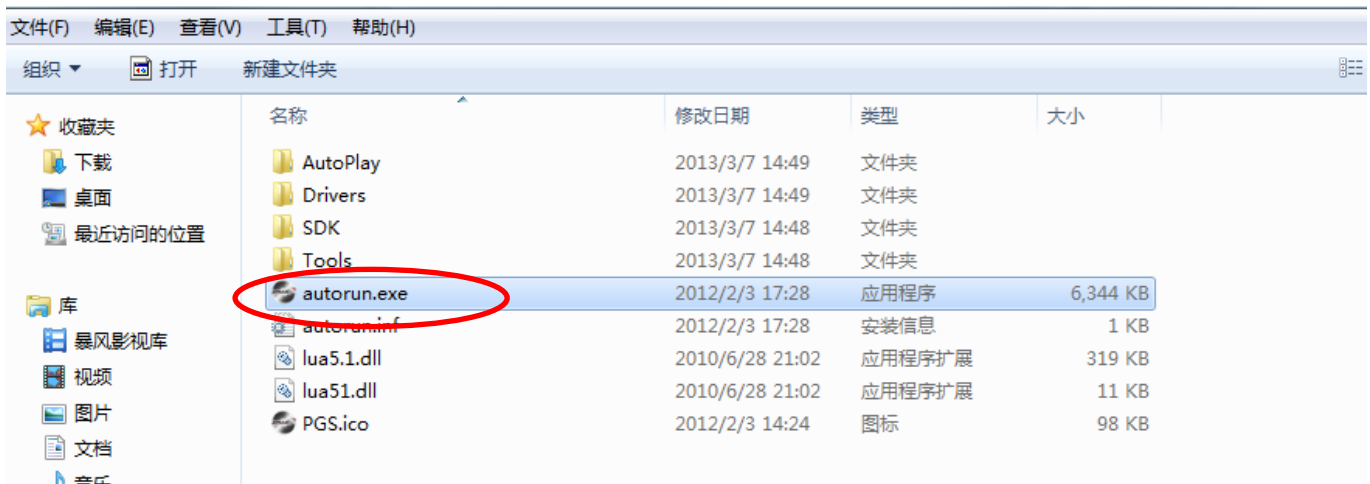 文件(F) 编辑(E) 查看(V) 工具(T) 帮助(H)
组织 打开 新建文件夹
名称 修改日期 类型 大小
收藏夹
下载
桌面
最近访问的位置
库
暴风影视库
视频
图片
文档
音乐
AutoPlay 2013/3/7 14:49 文件夹
Drivers 2013/3/7 14:49 文件夹
SDK 2013/3/7 14:48 文件夹
Tools 2013/3/7 14:48 文件夹
autorun.exe 2012/2/3 17:28 应用程序 6,344 KB
autorun.inf 2012/2/3 17:28 安装信息 1 KB
lua5.1.dll 2010/6/28 21:02 应用程序扩展 319 KB
lua51.dll 2010/6/28 21:02 应用程序扩展 11 KB
PGS.ico 2012/2/3 14:24 图标 98 KB